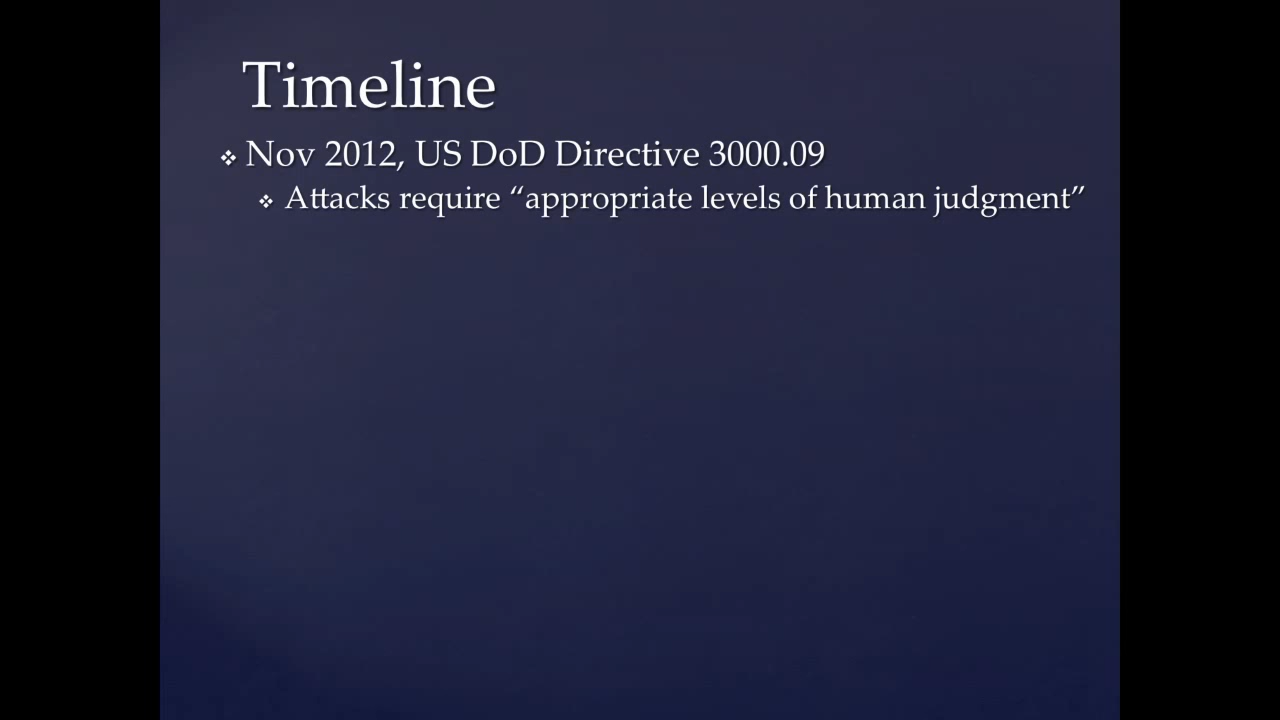 Timeline
❖ Nov 2012, US DoD Directive 3000.09
❖ Attacks require “appropriate levels of human judgment”